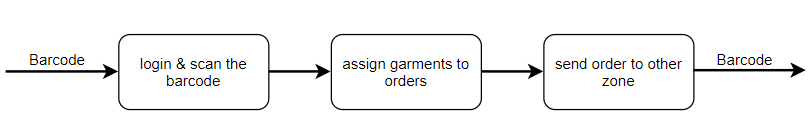 Barcode
login & scan the
barcode
assign garments to
orders
send order to other
zone
Barcode